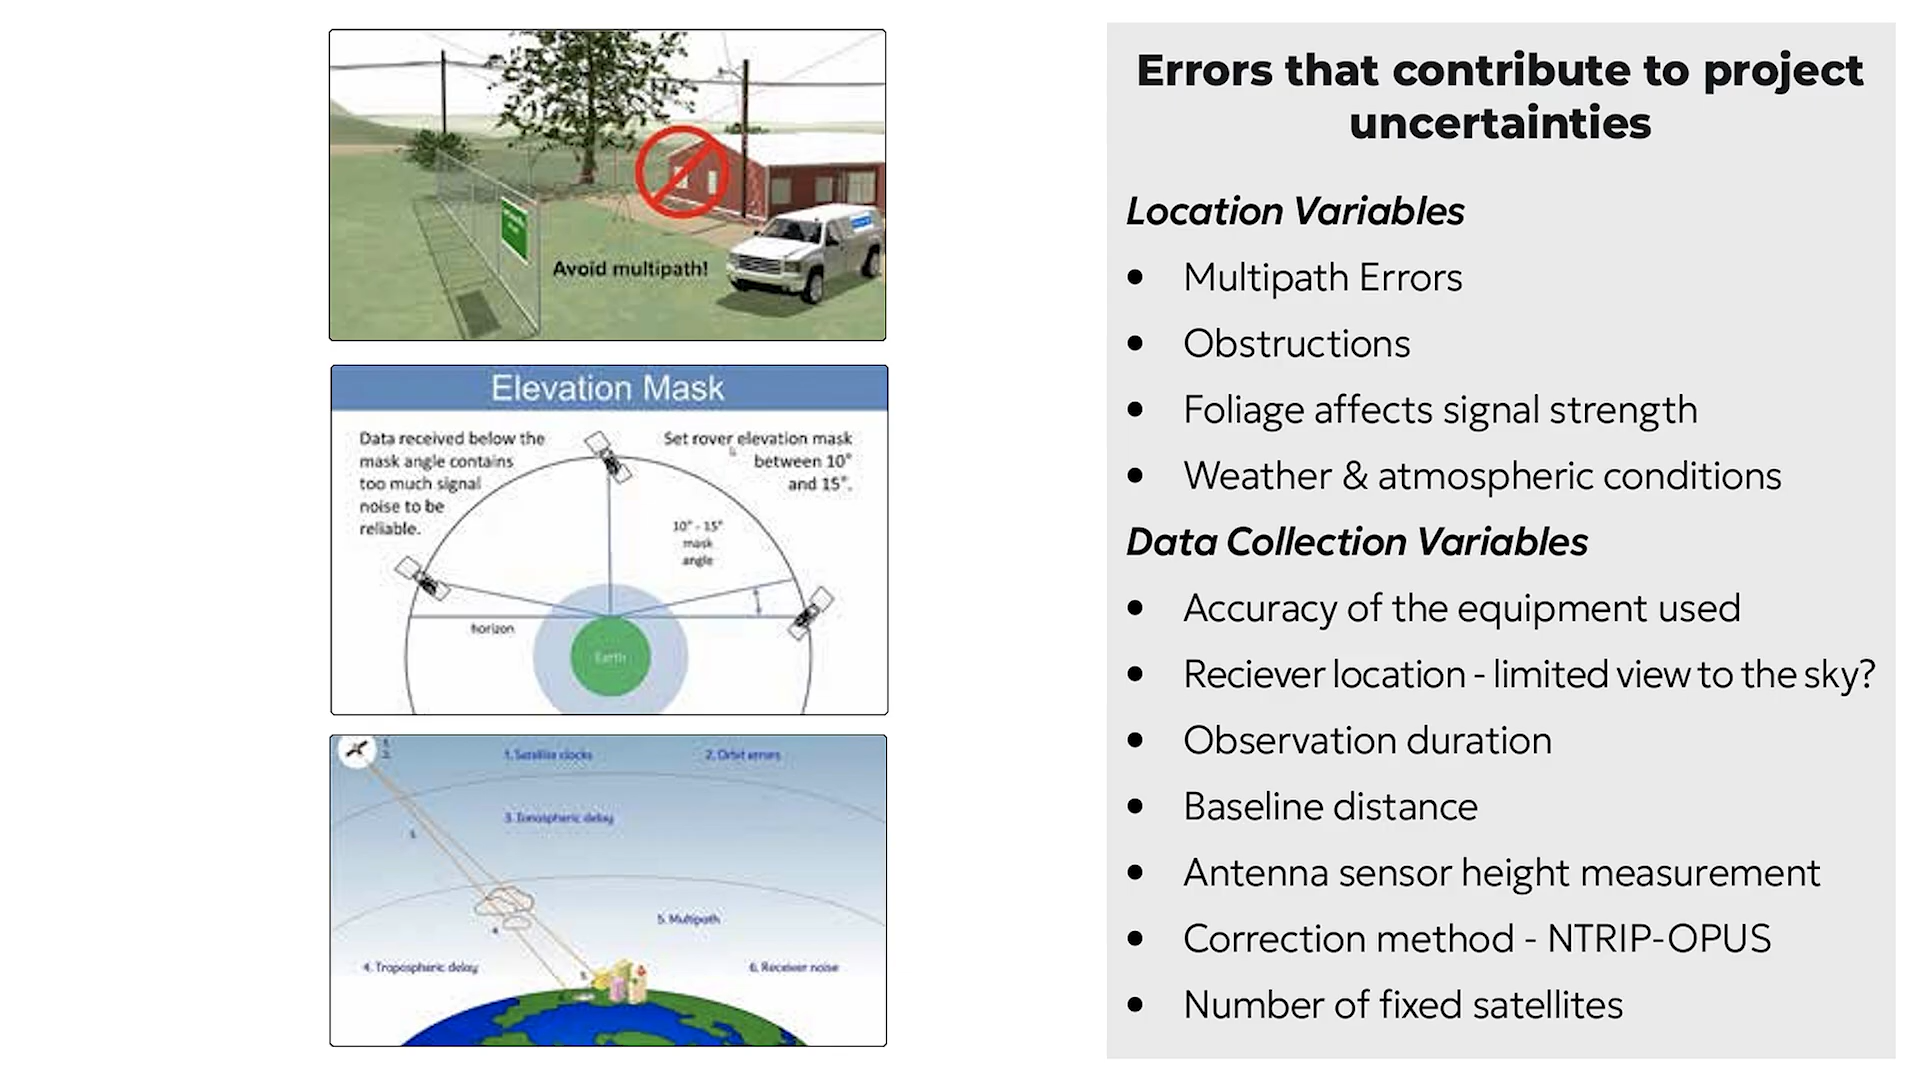 Avoid multipath!
Elevation Mask
Data received below the
mask angle contains
too much signal
noise to be
reliable.
Set rover elevation mask
between 10°
and 15°.
10° - 15°
mask
angle
horizon
Earth
1.
2.
1. Satellite clocks
2. Orbit errors
3. Ionospheric delay
3.
4.
5. Multipath
4. Tropospheric delay
5.
6. Receiver noise
Errors that contribute to project
uncertainties
Location Variables
• Multipath Errors
• Obstructions
• Foliage affects signal strength
• Weather & atmospheric conditions
Data Collection Variables
• Accuracy of the equipment used
• Reciever location - limited view to the sky?
• Observation duration
• Baseline distance
• Antenna sensor height measurement
• Correction method - NTRIP-OPUS
• Number of fixed satellites